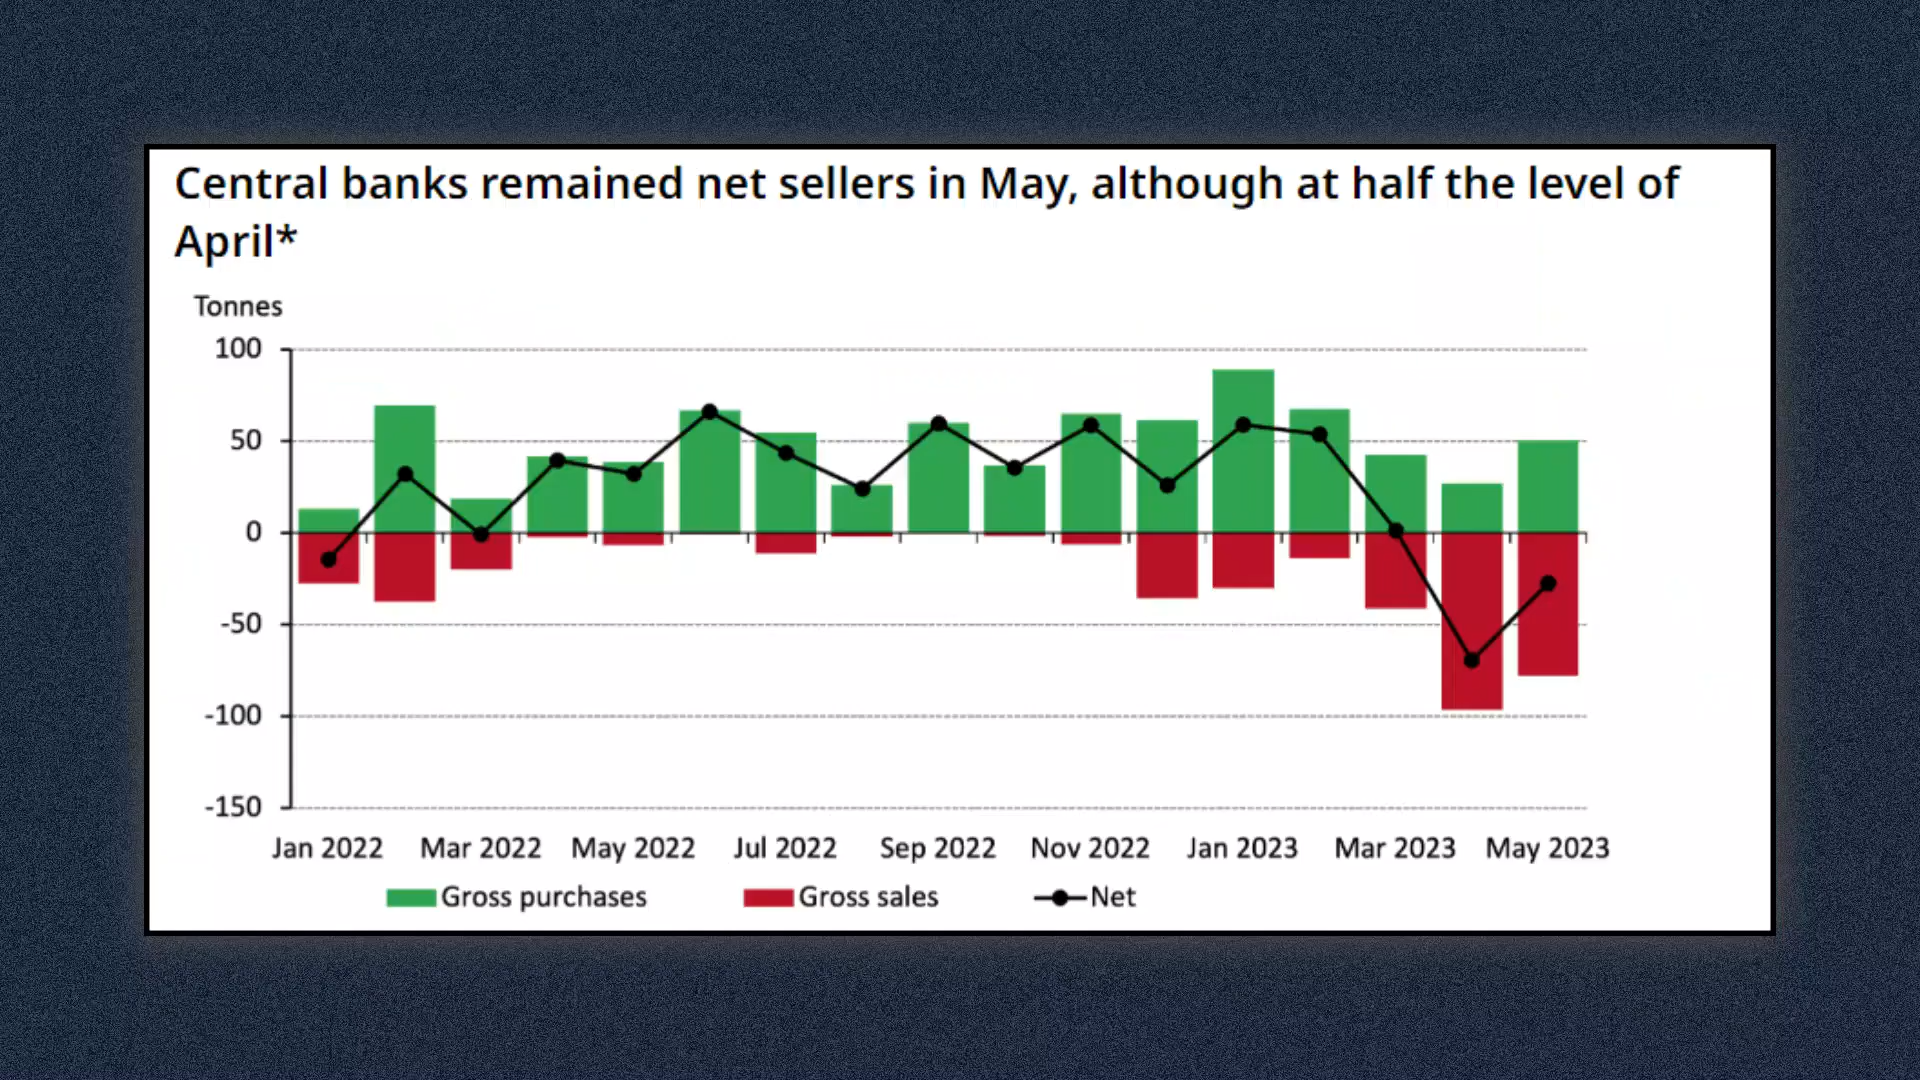 Central banks remained net sellers in May, although at half the level of
April*
Tonnes
100
50
0
-50
-100
-150
Jan 2022 Mar 2022 May 2022 Jul 2022 Sep 2022 Nov 2022 Jan 2023 Mar 2023 May 2023
Gross purchases Gross sales Net